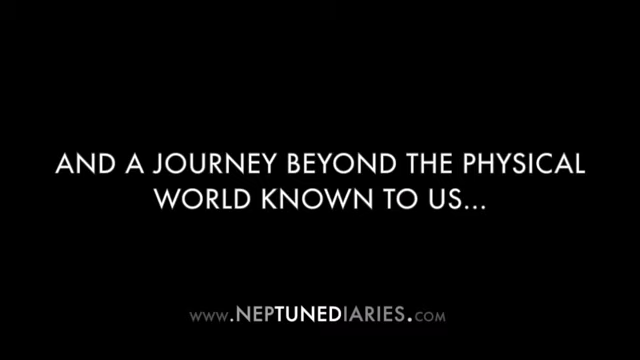 AND A JOURNEY BEYOND THE PHYSICAL
WORLD KNOWN TO US...
WWW.NEPTUNEDIARIES.COM